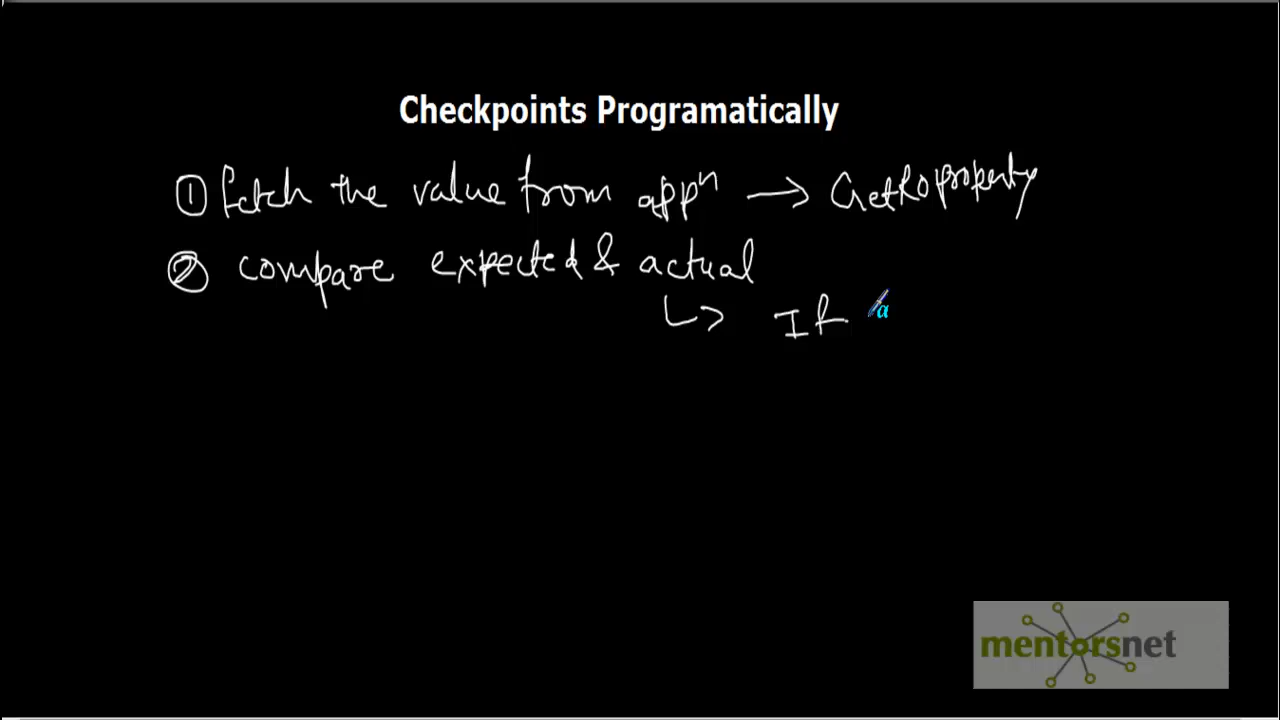 Checkpoints Programatically
① fetch the value from appⁿ → GetROproperty
② compare expected & actual
↳ If
mentorsnet